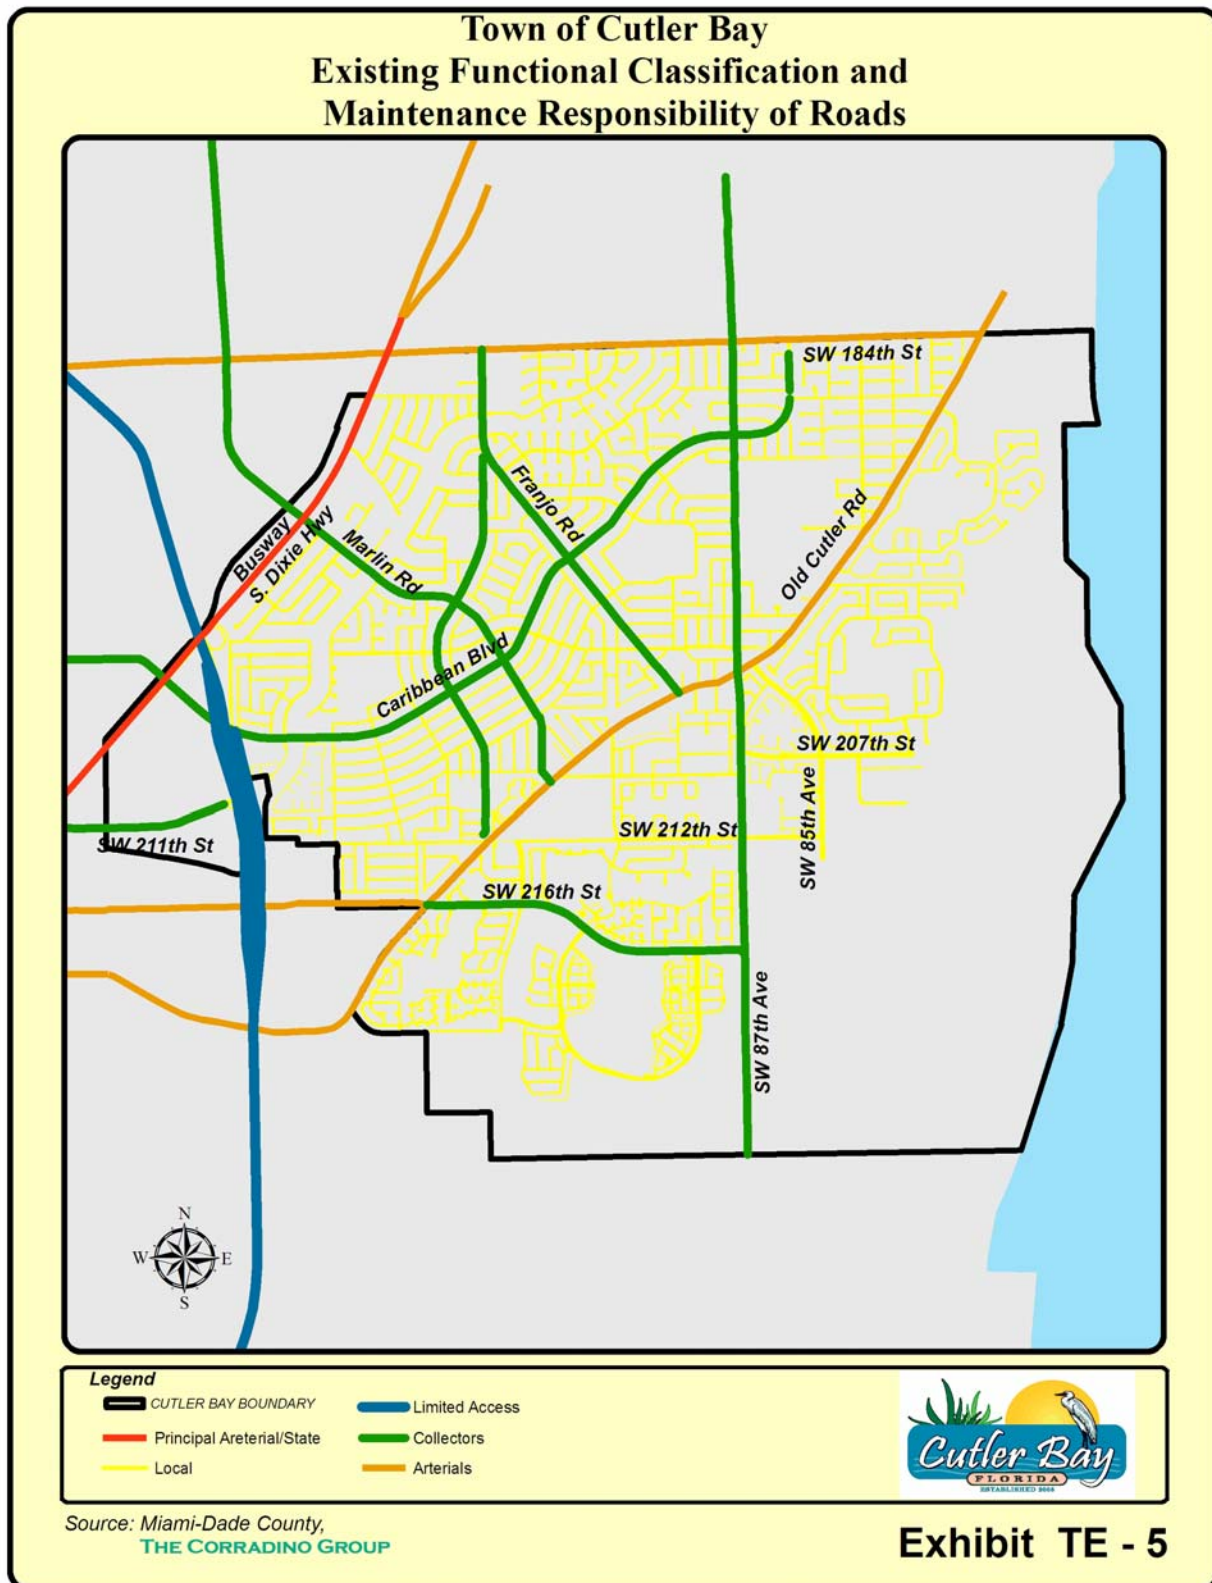 Town of Cutler Bay
Existing Functional Classification and
Maintenance Responsibility of Roads
SW 184th St
Franjo Rd
Busway
S. Dixie Hwy
Marlin Rd
Old Cutler Rd
Caribbean Blvd
SW 207th St
SW 85th Ave
SW 212th St
SW 211th St
SW 216th St
SW 87th Ave
N
W
E
S
Legend
CUTLER BAY BOUNDARY
Limited Access
Principal Areterial/State
Collectors
Local
Arterials
Cutler Bay
FLORIDA
Source: Miami-Dade County,
THE CORRADINO GROUP
Exhibit TE - 5